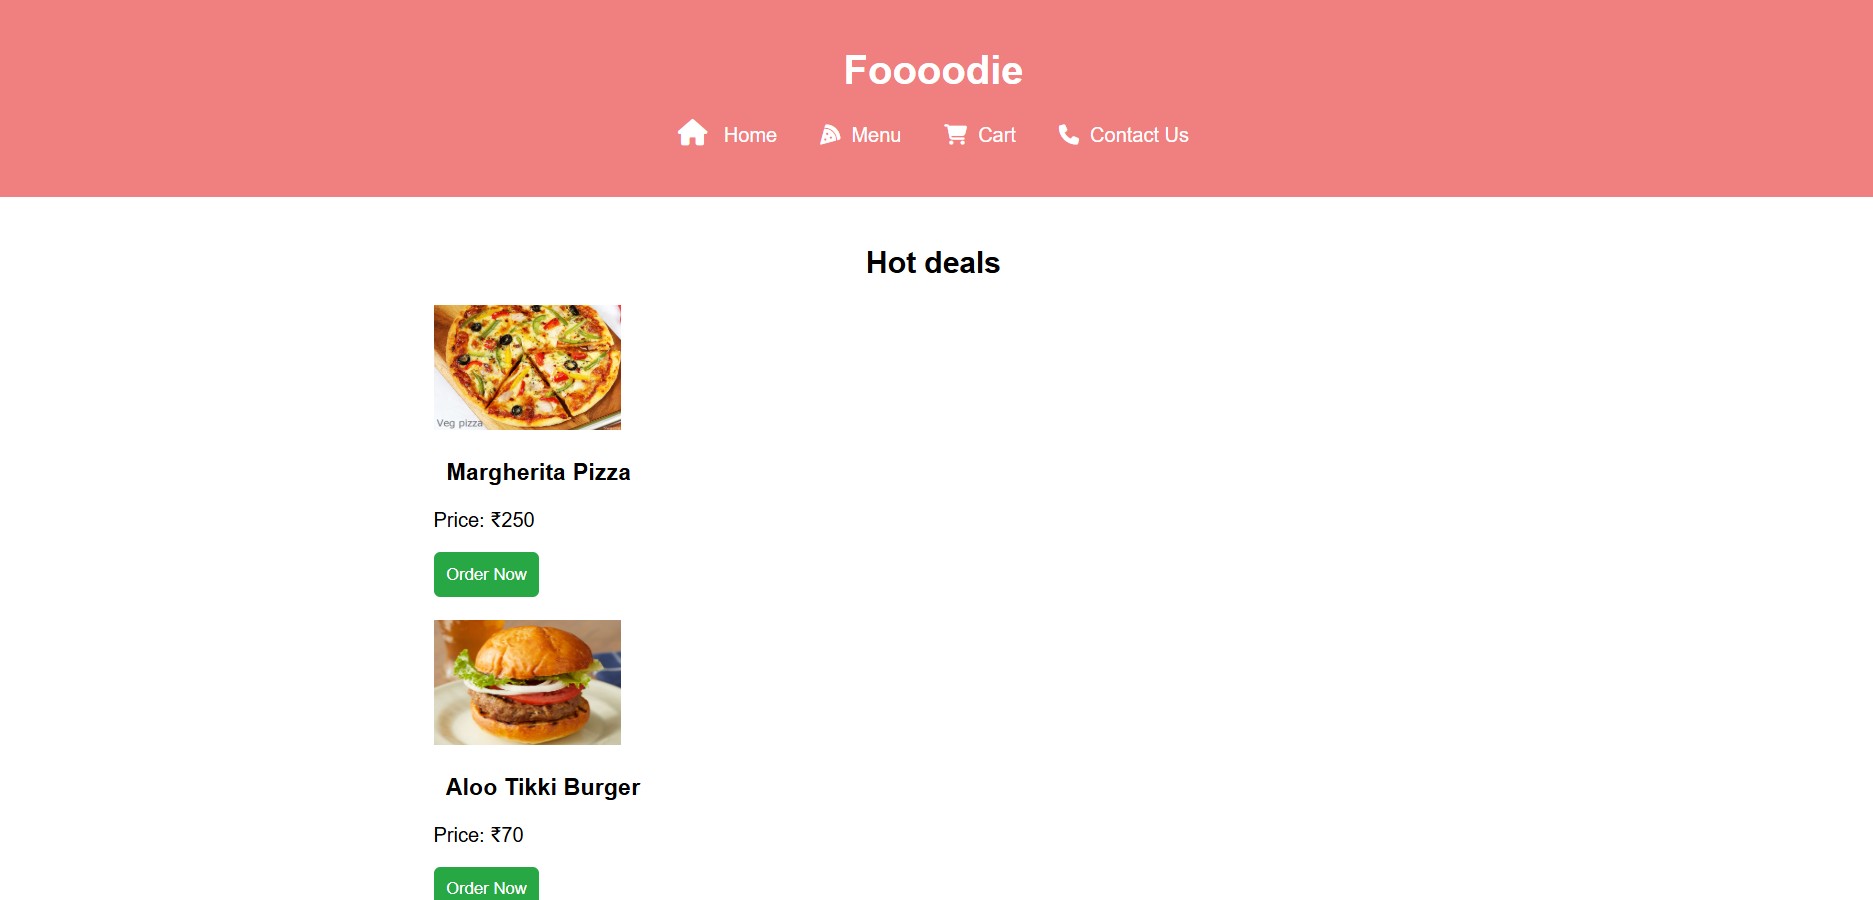 Foooodie
Home Menu Cart Contact Us
Hot deals
Veg pizza
Margherita Pizza
Price: ₹250
Order Now
Aloo Tikki Burger
Price: ₹70
Order Now